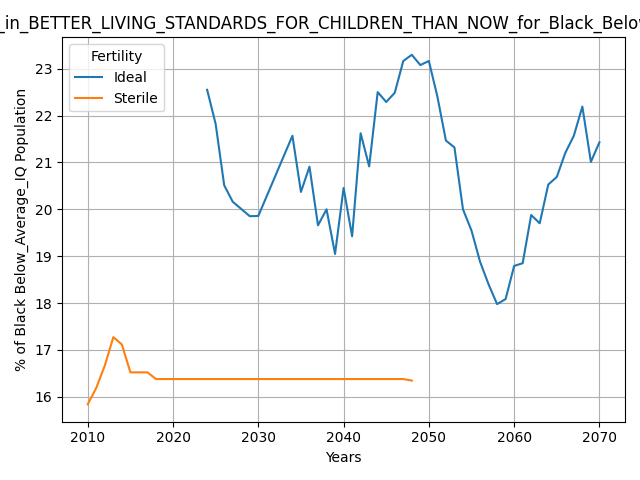 _in_BETTER_LIVING_STANDARDS_FOR_CHILDREN_THAN_NOW_for_Black_Below
Fertility
Ideal
Sterile
% of Black Below_Average_IQ Population
23
22
21
20
19
18
17
16
2010 2020 2030 2040 2050 2060 2070
Years